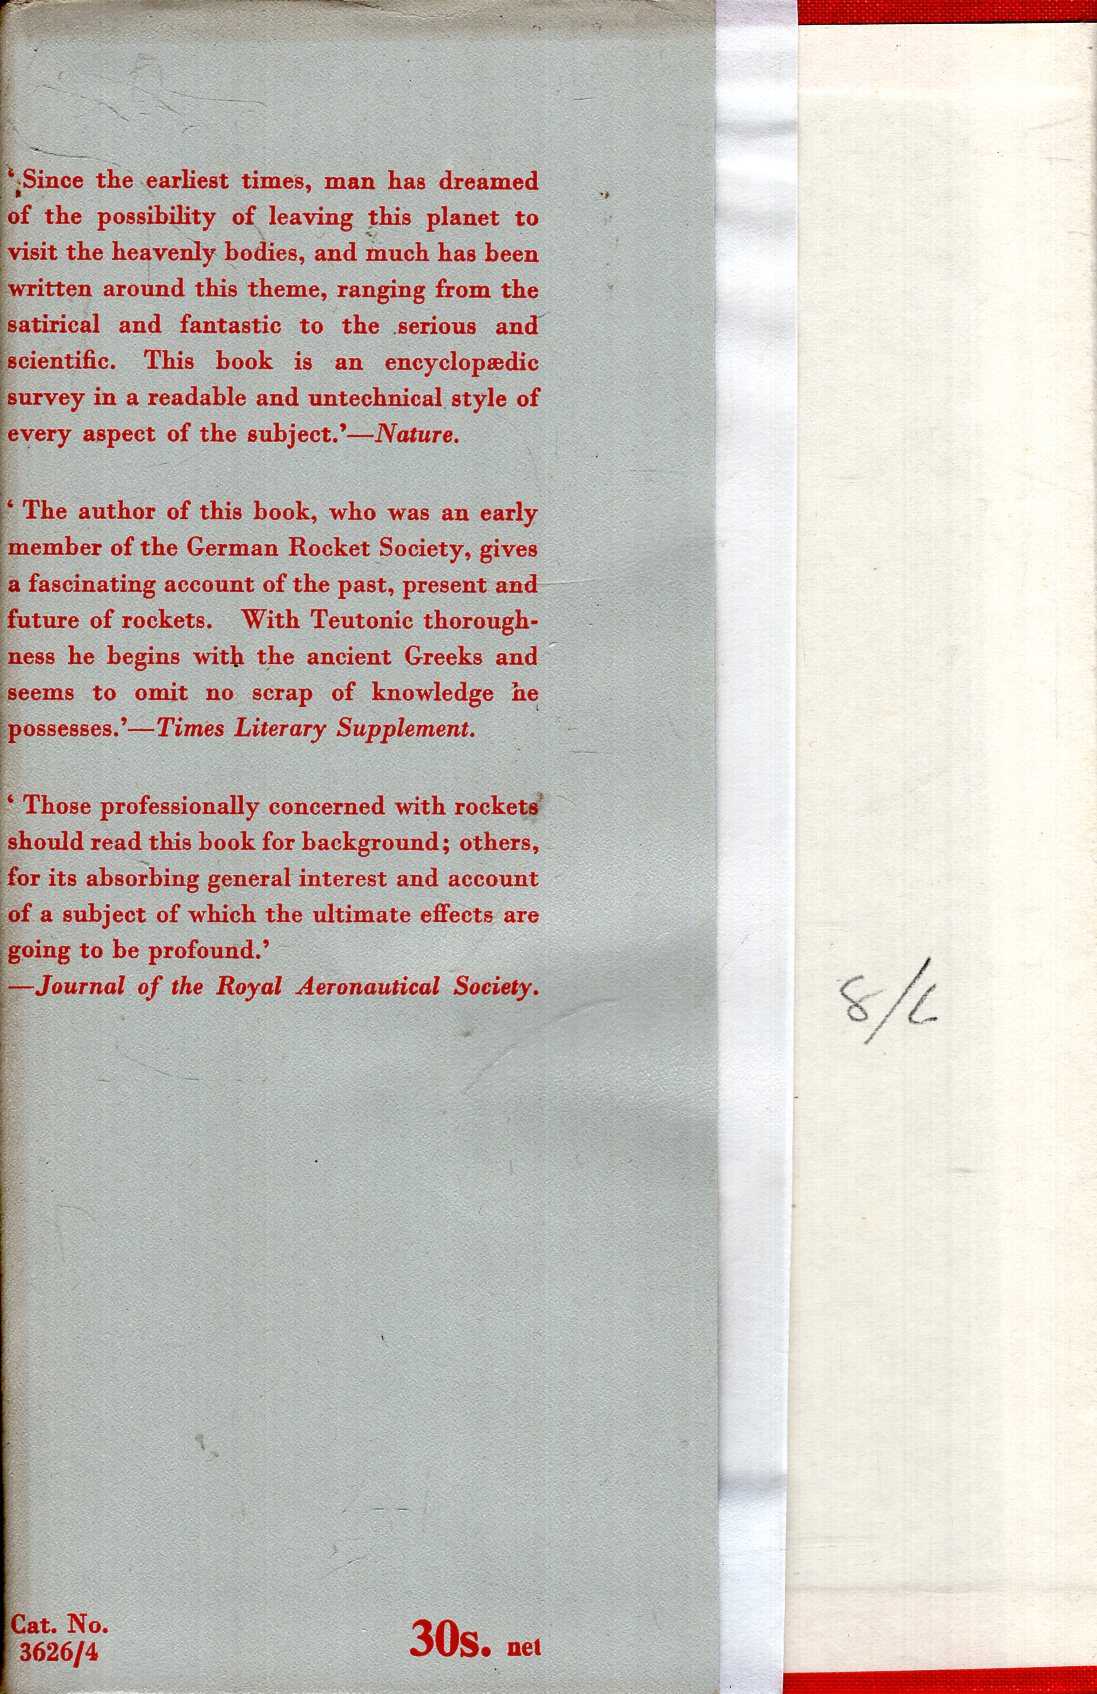 ‘ Since the earliest times, man has dreamed
of the possibility of leaving this planet to
visit the heavenly bodies, and much has been
written around this theme, ranging from the
satirical and fantastic to the serious and
scientific. This book is an encyclopædic
survey in a readable and untechnical style of
every aspect of the subject.’—Nature.
‘ The author of this book, who was an early
member of the German Rocket Society, gives
a fascinating account of the past, present and
future of rockets. With Teutonic thorough-
ness he begins with the ancient Greeks and
seems to omit no scrap of knowledge he
possesses.’—Times Literary Supplement.
‘ Those professionally concerned with rockets
should read this book for background; others,
for its absorbing general interest and account
of a subject of which the ultimate effects are
going to be profound.’
—Journal of the Royal Aeronautical Society.
8/6
Cat. No.
3626/4
30s. net